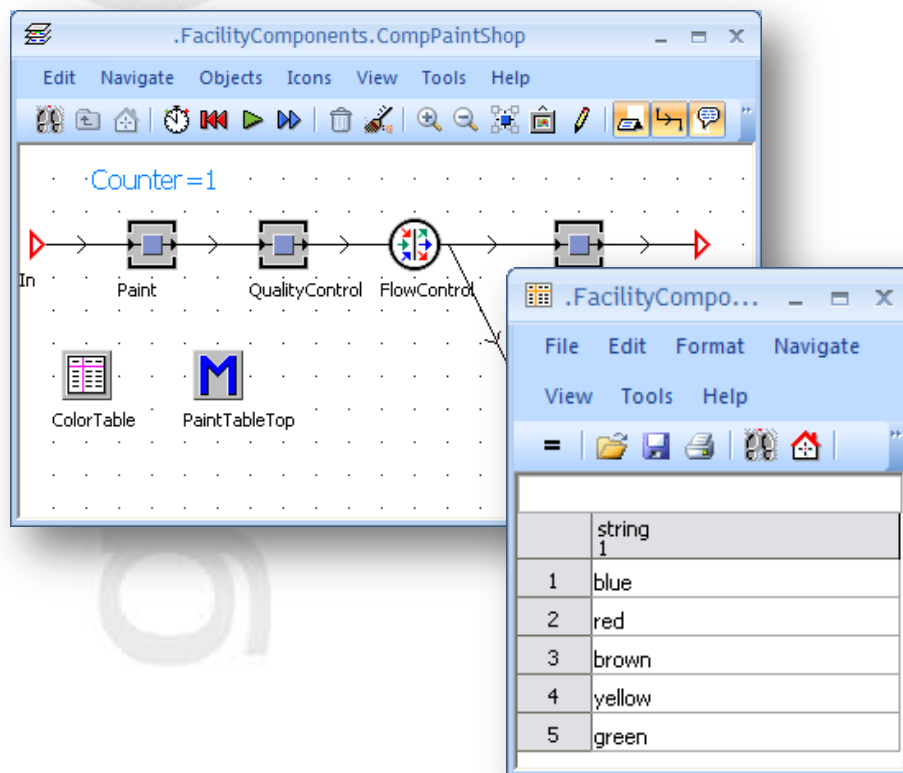 .FacilityComponents.CompPaintShop
Edit Navigate Objects Icons View Tools Help
Counter=1
In
Paint
QualityControl
FlowControl
ColorTable
M
PaintTableTop
.FacilityCompo...
File Edit Format Navigate
View Tools Help
=
string
1
1 blue
2 red
3 brown
4 yellow
5 green